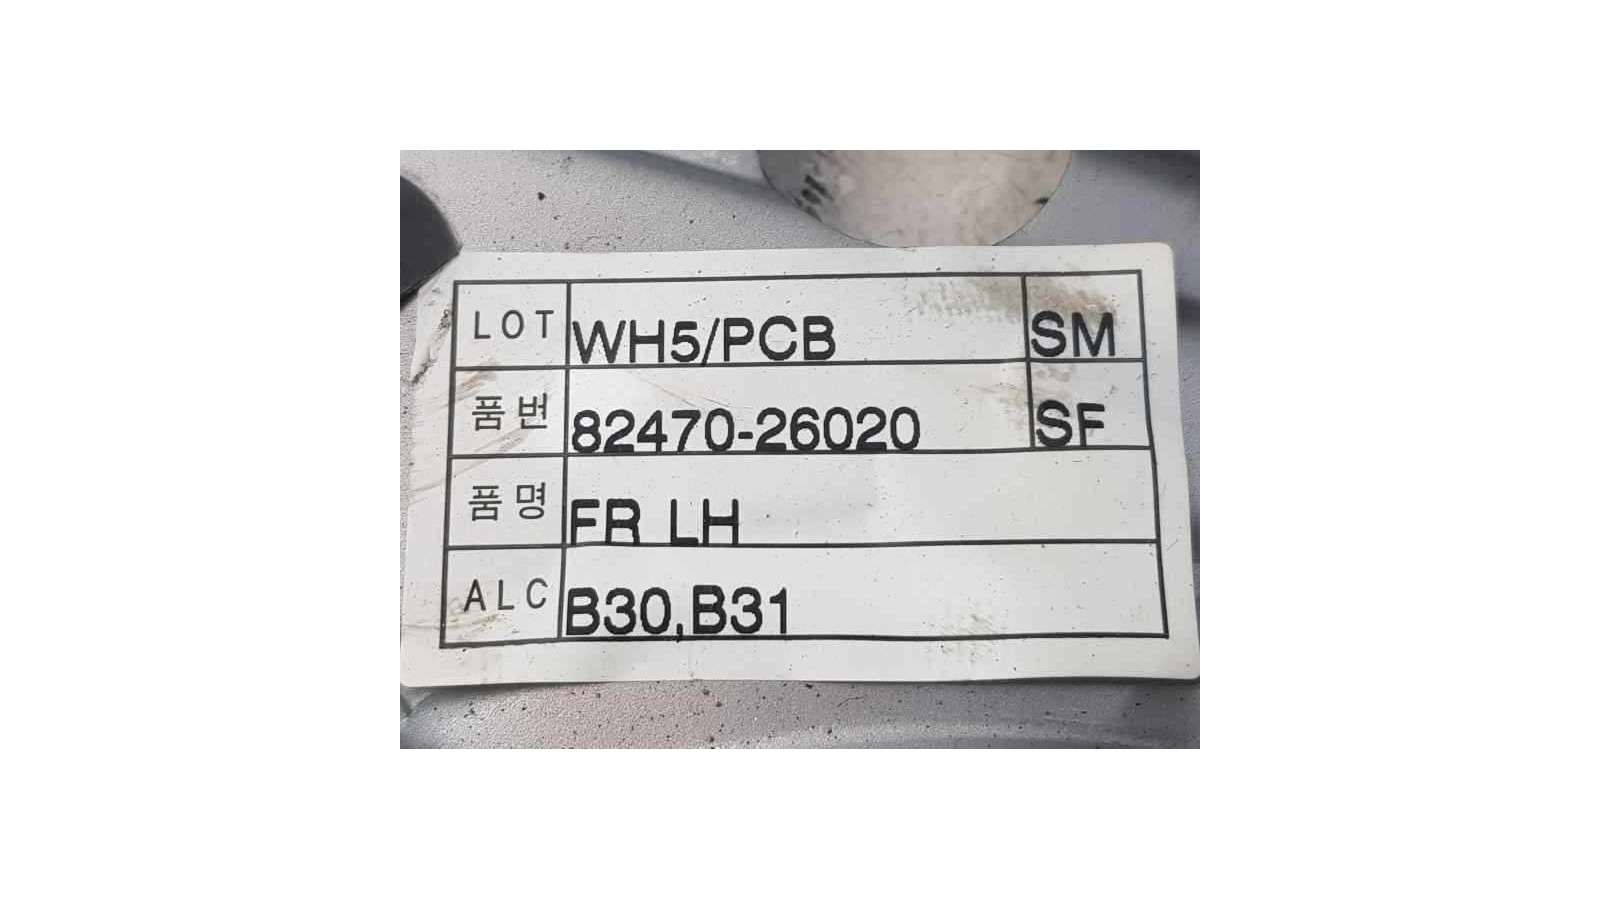 LOT WH5/PCB SM
품번 82470-26020 SF
품명 FR LH
ALC B30,B31